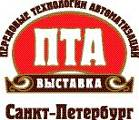 ПЕРЕДОВЫЕ ТЕХНОЛОГИИ АВТОМАТИЗАЦИИ
ПТА
ВЫСТАВКА
Санкт-Петербург